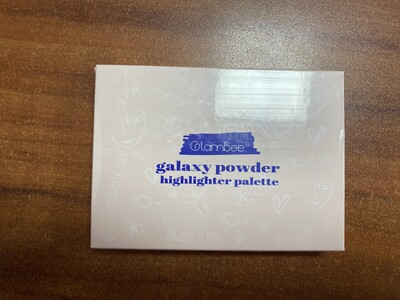 GlamBee
galaxy powder
highlighter palette